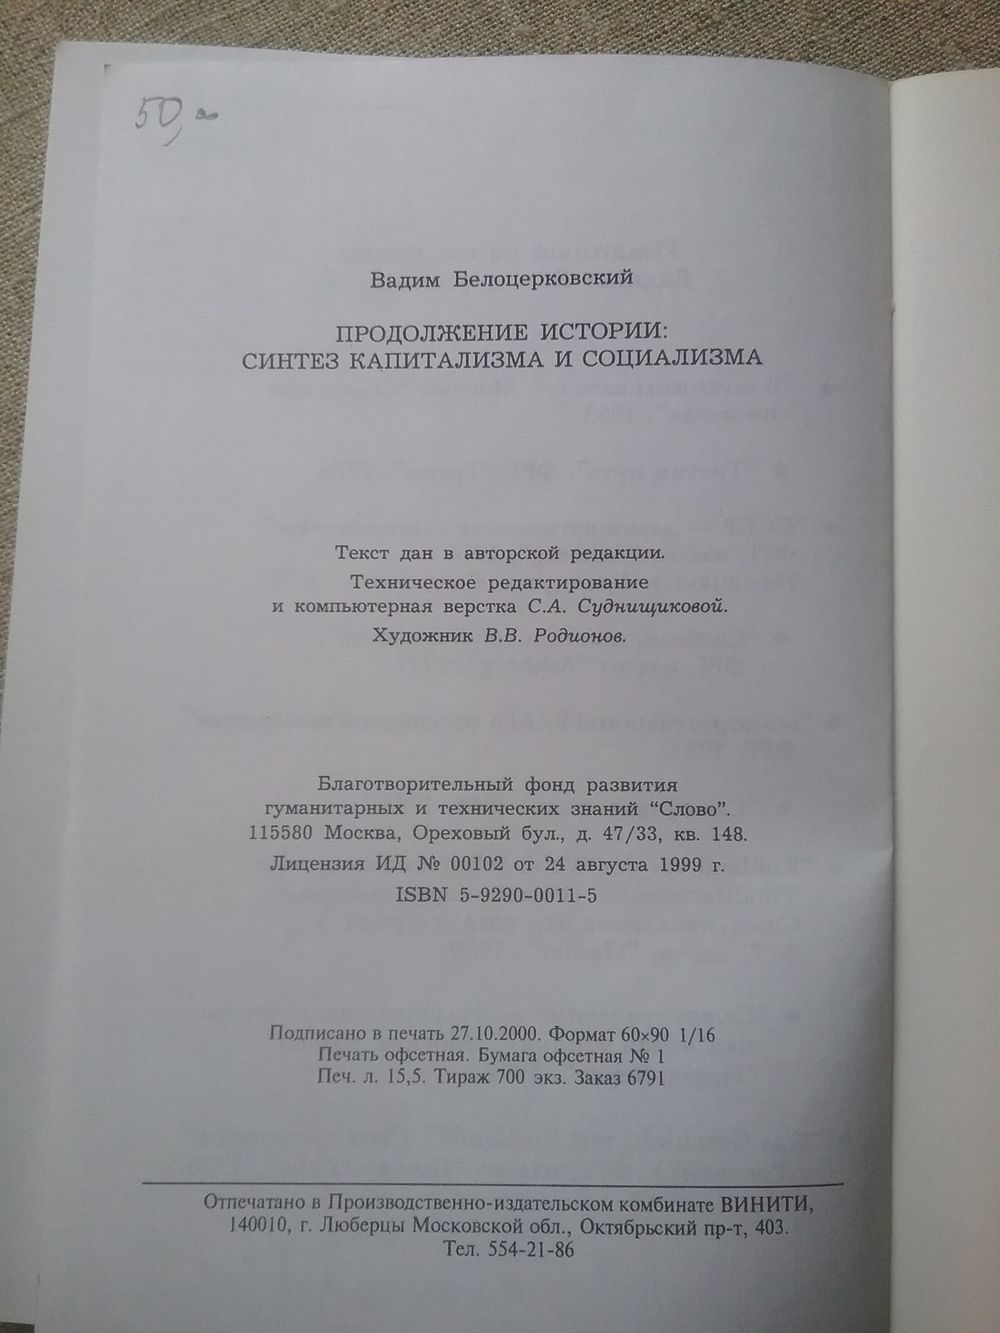 50,~
Вадим Белоцерковский
ПРОДОЛЖЕНИЕ ИСТОРИИ:
СИНТЕЗ КАПИТАЛИЗМА И СОЦИАЛИЗМА
Текст дан в авторской редакции.
Техническое редактирование
и компьютерная верстка С.А. Суднищиковой.
Художник В.В. Родионов.
Благотворительный фонд развития
гуманитарных и технических знаний “Слово”.
115580 Москва, Ореховый бул., д. 47/33, кв. 148.
Лицензия ИД № 00102 от 24 августа 1999 г.
ISBN 5-9290-0011-5
Подписано в печать 27.10.2000. Формат 60×90 1/16
Печать офсетная. Бумага офсетная № 1
Печ. л. 15,5. Тираж 700 экз. Заказ 6791
Отпечатано в Производственно-издательском комбинате ВИНИТИ,
140010, г. Люберцы Московской обл., Октябрьский пр-т, 403.
Тел. 554-21-86